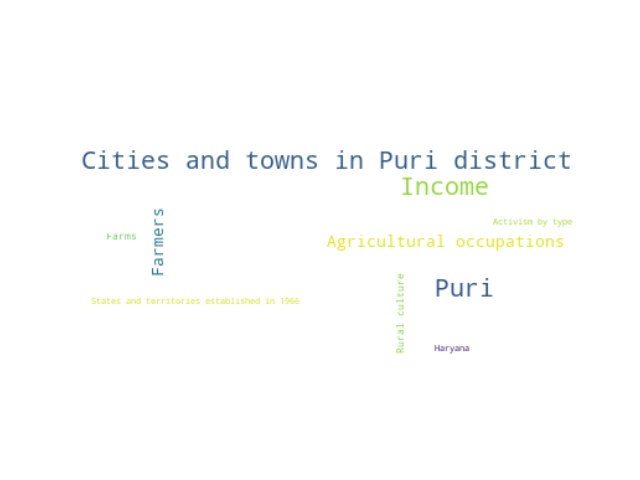 Cities and towns in Puri district
Income
Activism by type
Farms
Farmers
Agricultural occupations
Puri
States and territories established in 1966
Rural culture
Haryana